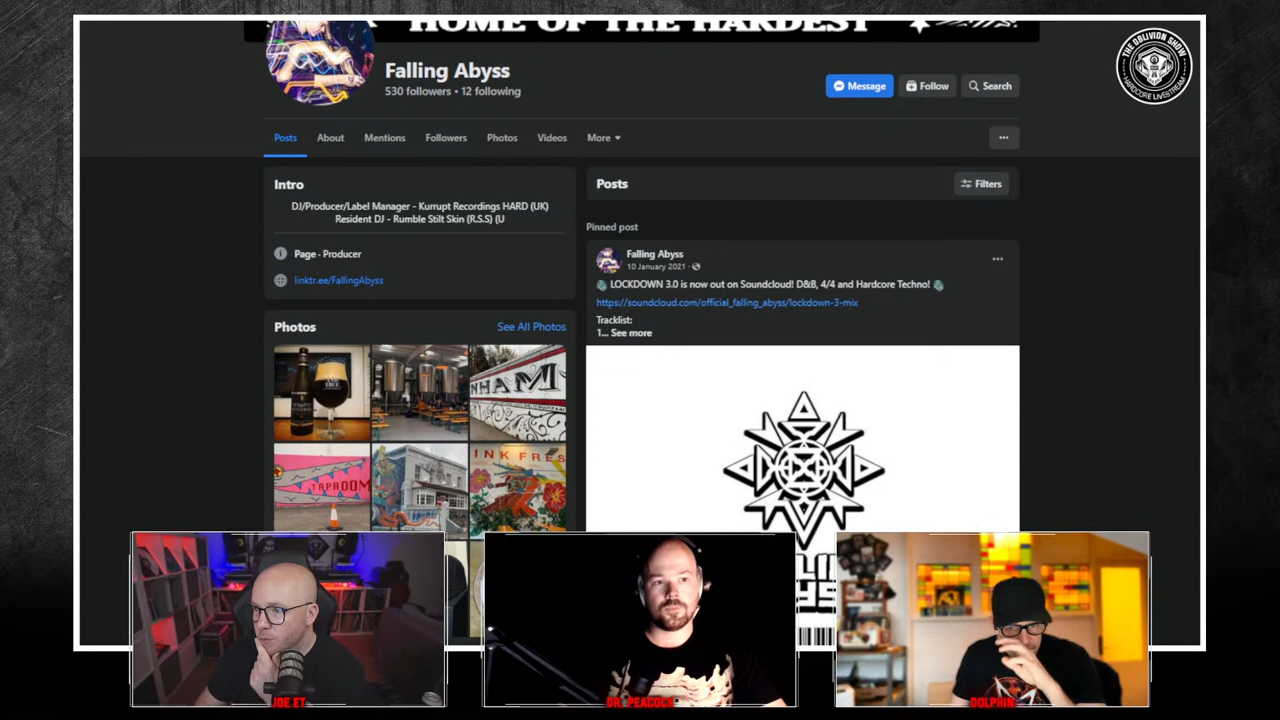 HOME OF THE HARDEST
THE OBLIVION SHOW
HARDCORE LIVESTREAM
Falling Abyss
530 followers • 12 following
Message
Follow
Search
Posts
About
Mentions
Followers
Photos
Videos
More
Intro
DJ/Producer/Label Manager - Kurrupt Recordings HARD (UK)
Resident DJ - Rumble Stilt Skin (R.S.S) (U
Page · Producer
linktr.ee/FallingAbyss
Photos
See All Photos
NHAM
TAPROOM
INK FRES
Posts
Filters
Pinned post
Falling Abyss
10 January 2021 ·
LOCKDOWN 3.0 is now out on Soundcloud! D&B, 4/4 and Hardcore Techno!
https://soundcloud.com/official_falling_abyss/lockdown-3-mix
Tracklist:
1... See more
JOE ET
DR. PEACOCK
DOLPHIN